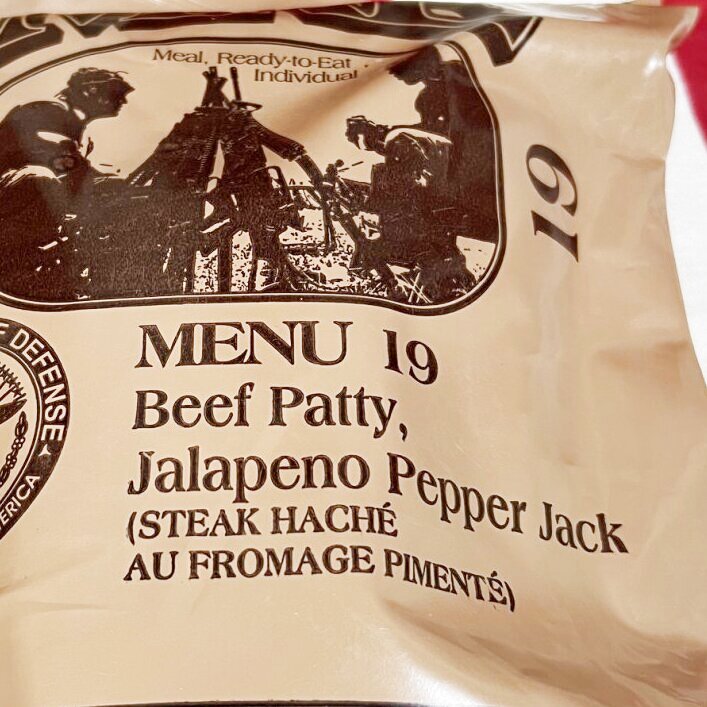 Meal, Ready-to-Eat
Individual
19
DEFENSE
MENU 19
Beef Patty,
Jalapeno Pepper Jack
(STEAK HACHÉ
AU FROMAGE PIMENTÉ)